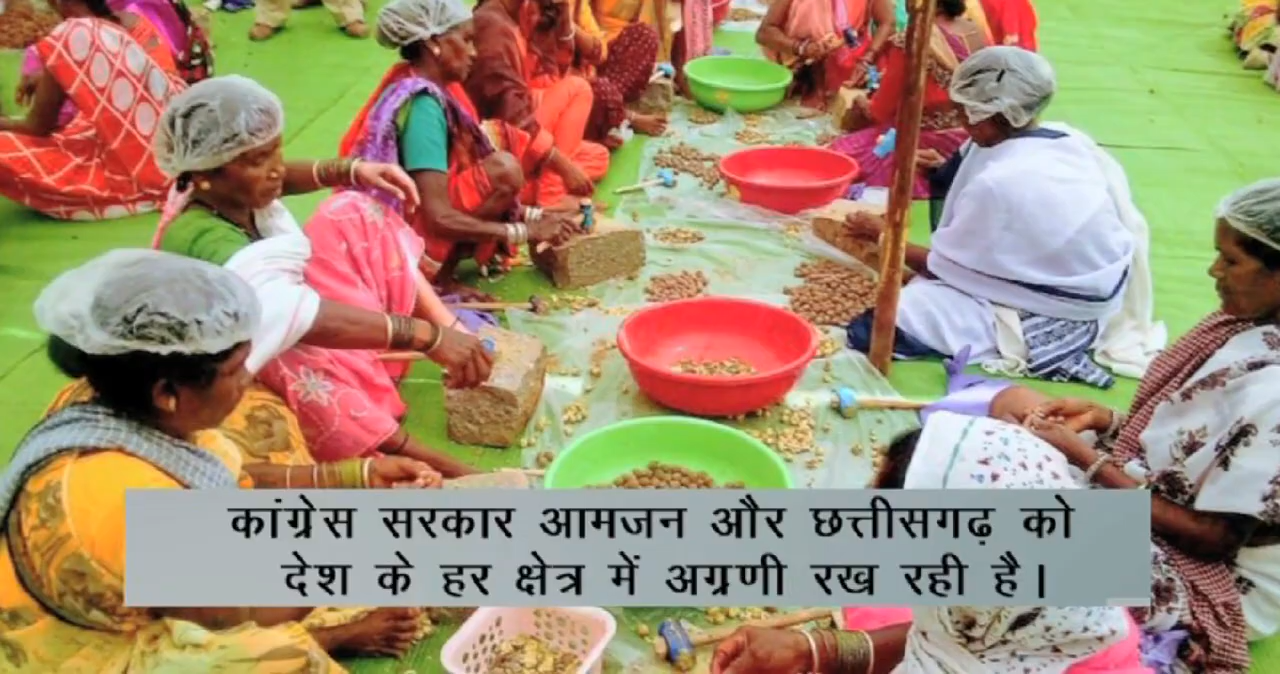 कांग्रेस सरकार आमजन और छत्तीसगढ़ को
देश के हर क्षेत्र में अग्रणी रख रही है।